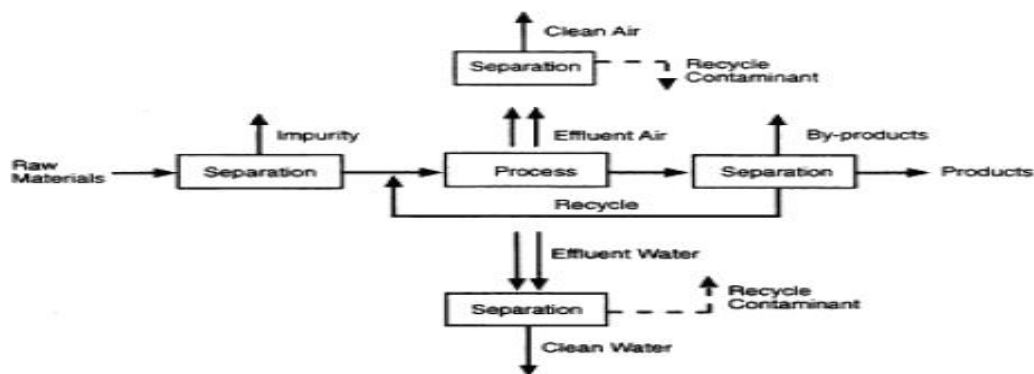 Clean Air
Separation
Recycle
Contaminant
Impurity
Effluent Air
By-products
Raw
Materials
Separation
Process
Separation
Products
Recycle
Effluent Water
Separation
Recycle
Contaminant
Clean Water